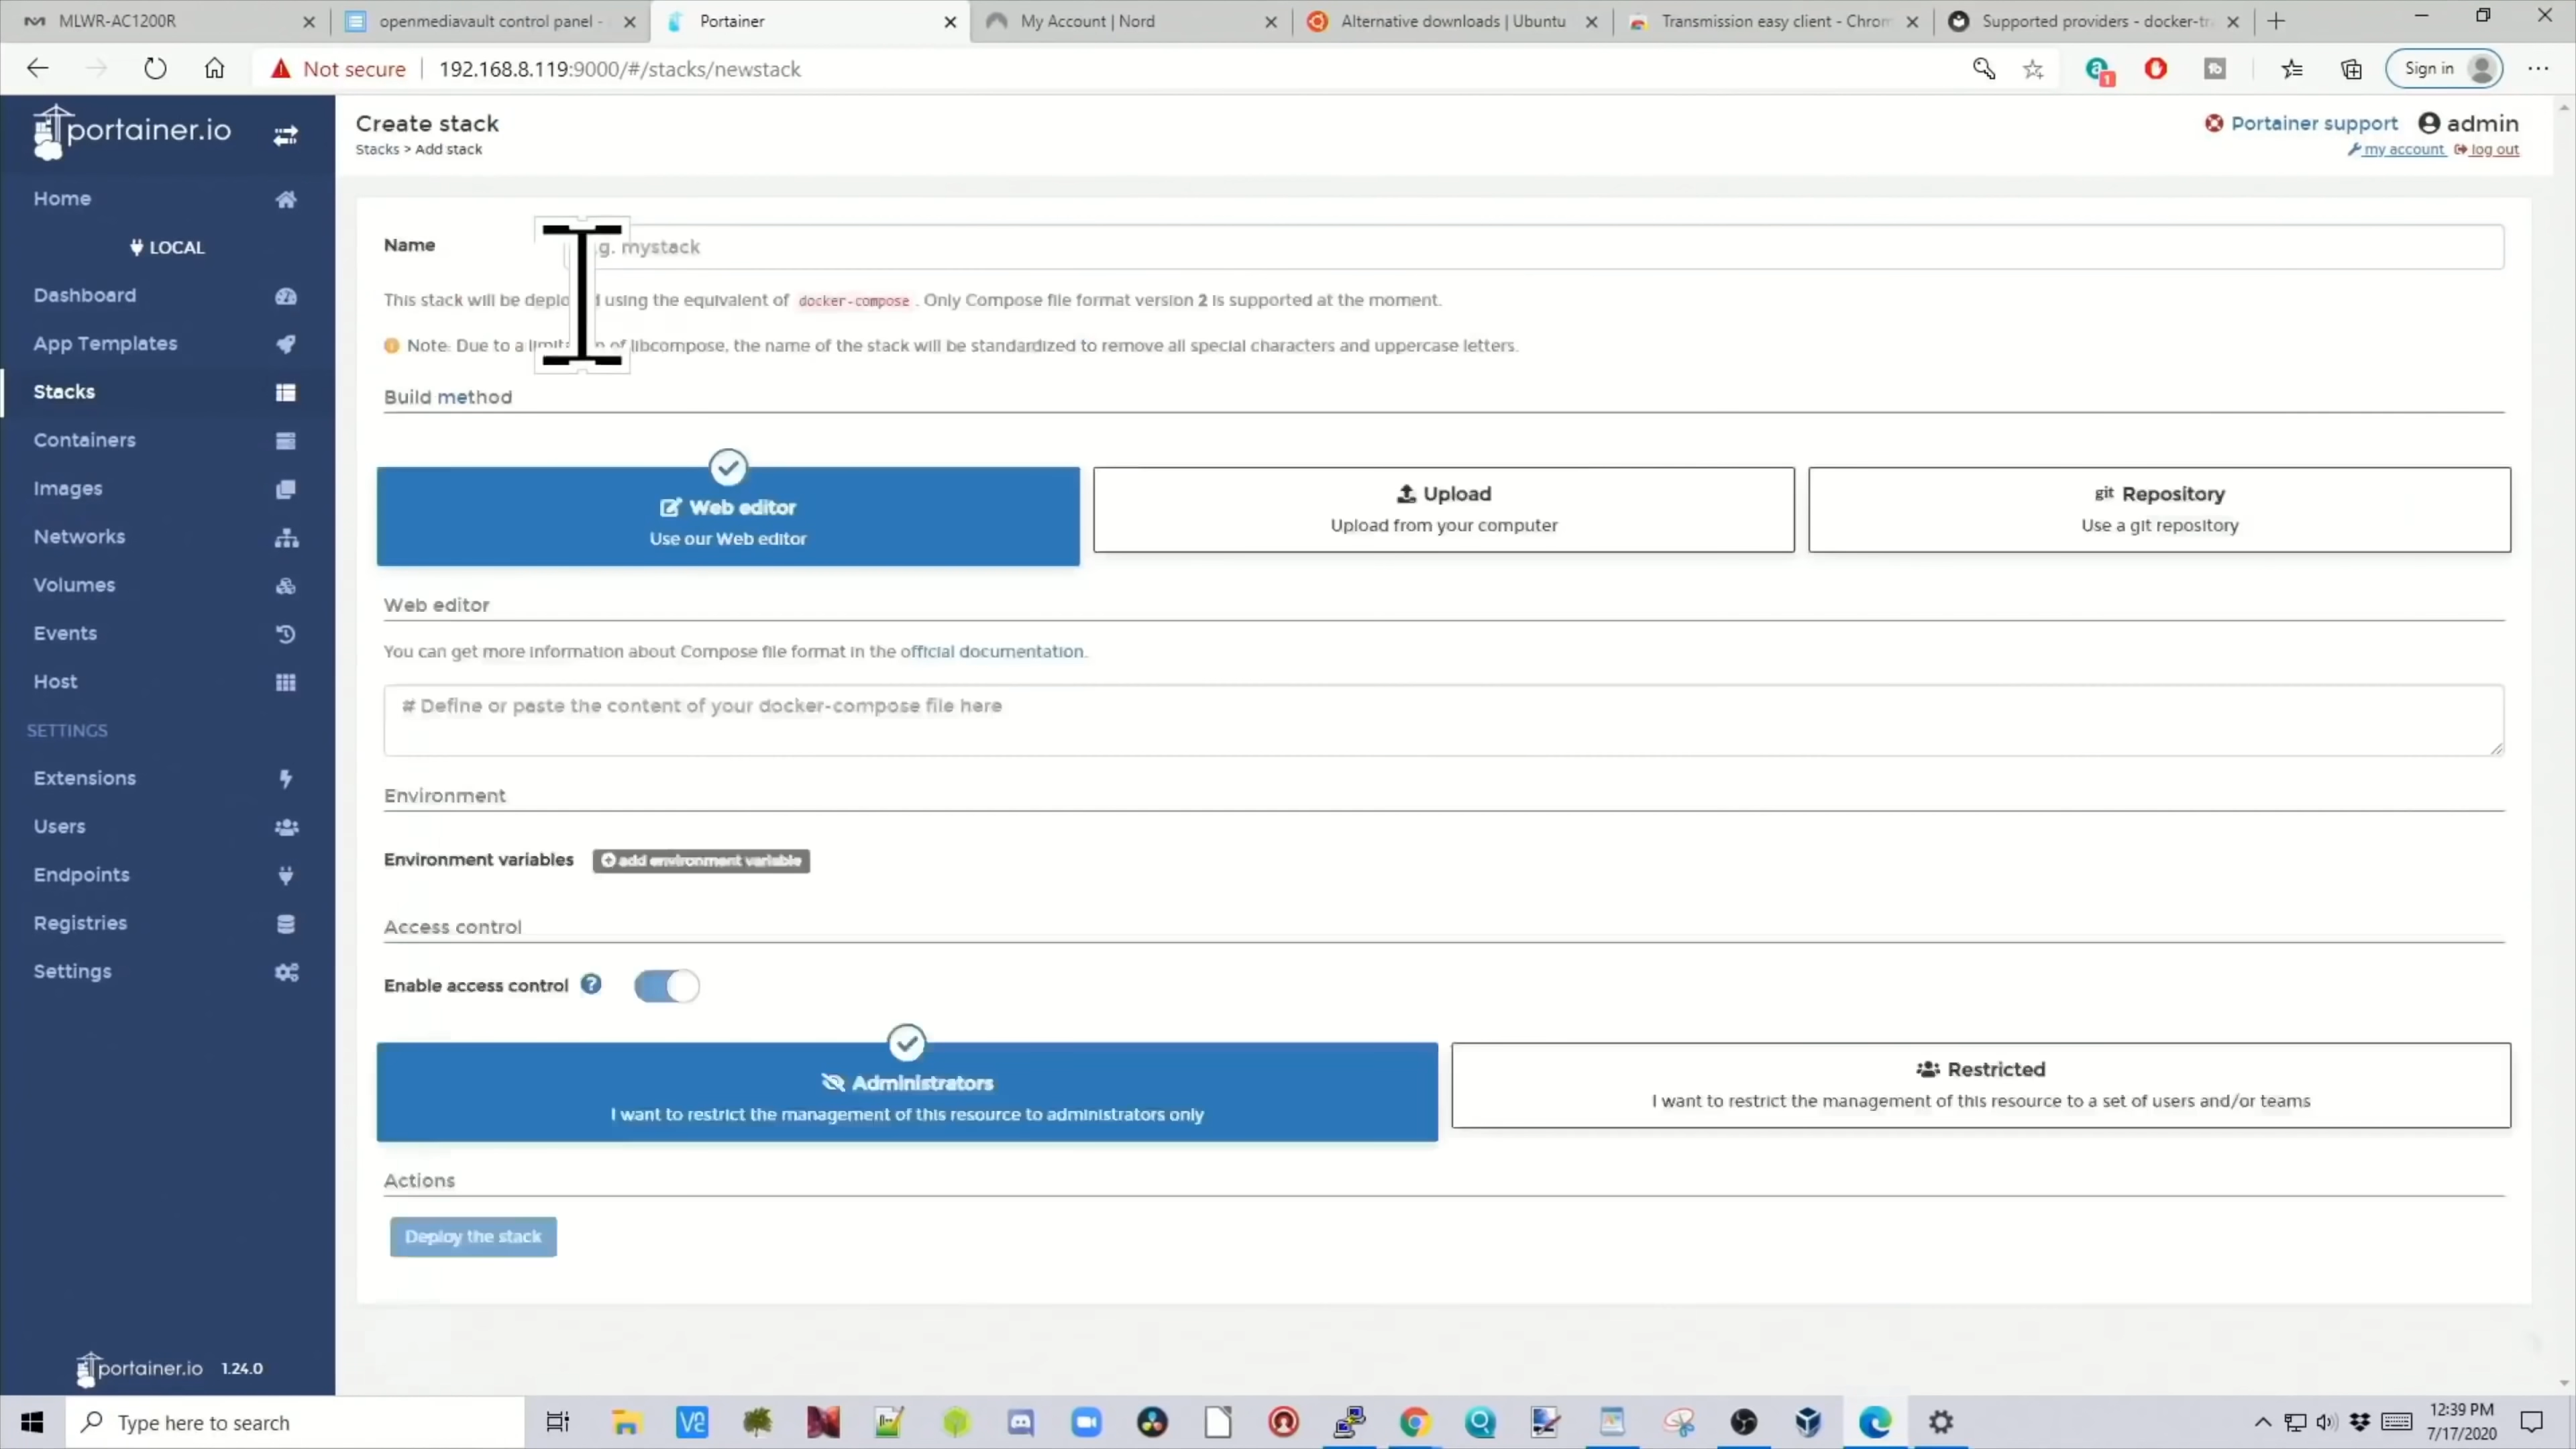 MLWR-AC1200R
openmediavault control panel -
Portainer
My Account | Nord
Alternative downloads | Ubuntu
Transmission easy client - Chrom
Supported providers - docker-tr
Not secure
192.168.8.119:9000/#/stacks/newstack
Sign in
portainer.io
Create stack
Stacks > Add stack
Portainer support
admin
my account
log out
Home
LOCAL
Dashboard
App Templates
Stacks
Containers
Images
Networks
Volumes
Events
Host
SETTINGS
Extensions
Users
Endpoints
Registries
Settings
portainer.io 1.24.0
Name
.g. mystack
This stack will be deplo d using the equivalent of docker-compose . Only Compose file format version 2 is supported at the moment.
Note: Due to a limita n of libcompose, the name of the stack will be standardized to remove all special characters and uppercase letters.
Build method
Web editor
Use our Web editor
Upload
Upload from your computer
git Repository
Use a git repository
Web editor
You can get more information about Compose file format in the official documentation.
# Define or paste the content of your docker-compose file here
Environment
Environment variables
add environment variable
Access control
Enable access control
Administrators
I want to restrict the management of this resource to administrators only
Restricted
I want to restrict the management of this resource to a set of users and/or teams
Actions
Deploy the stack
Type here to search
12:39 PM
7/17/2020